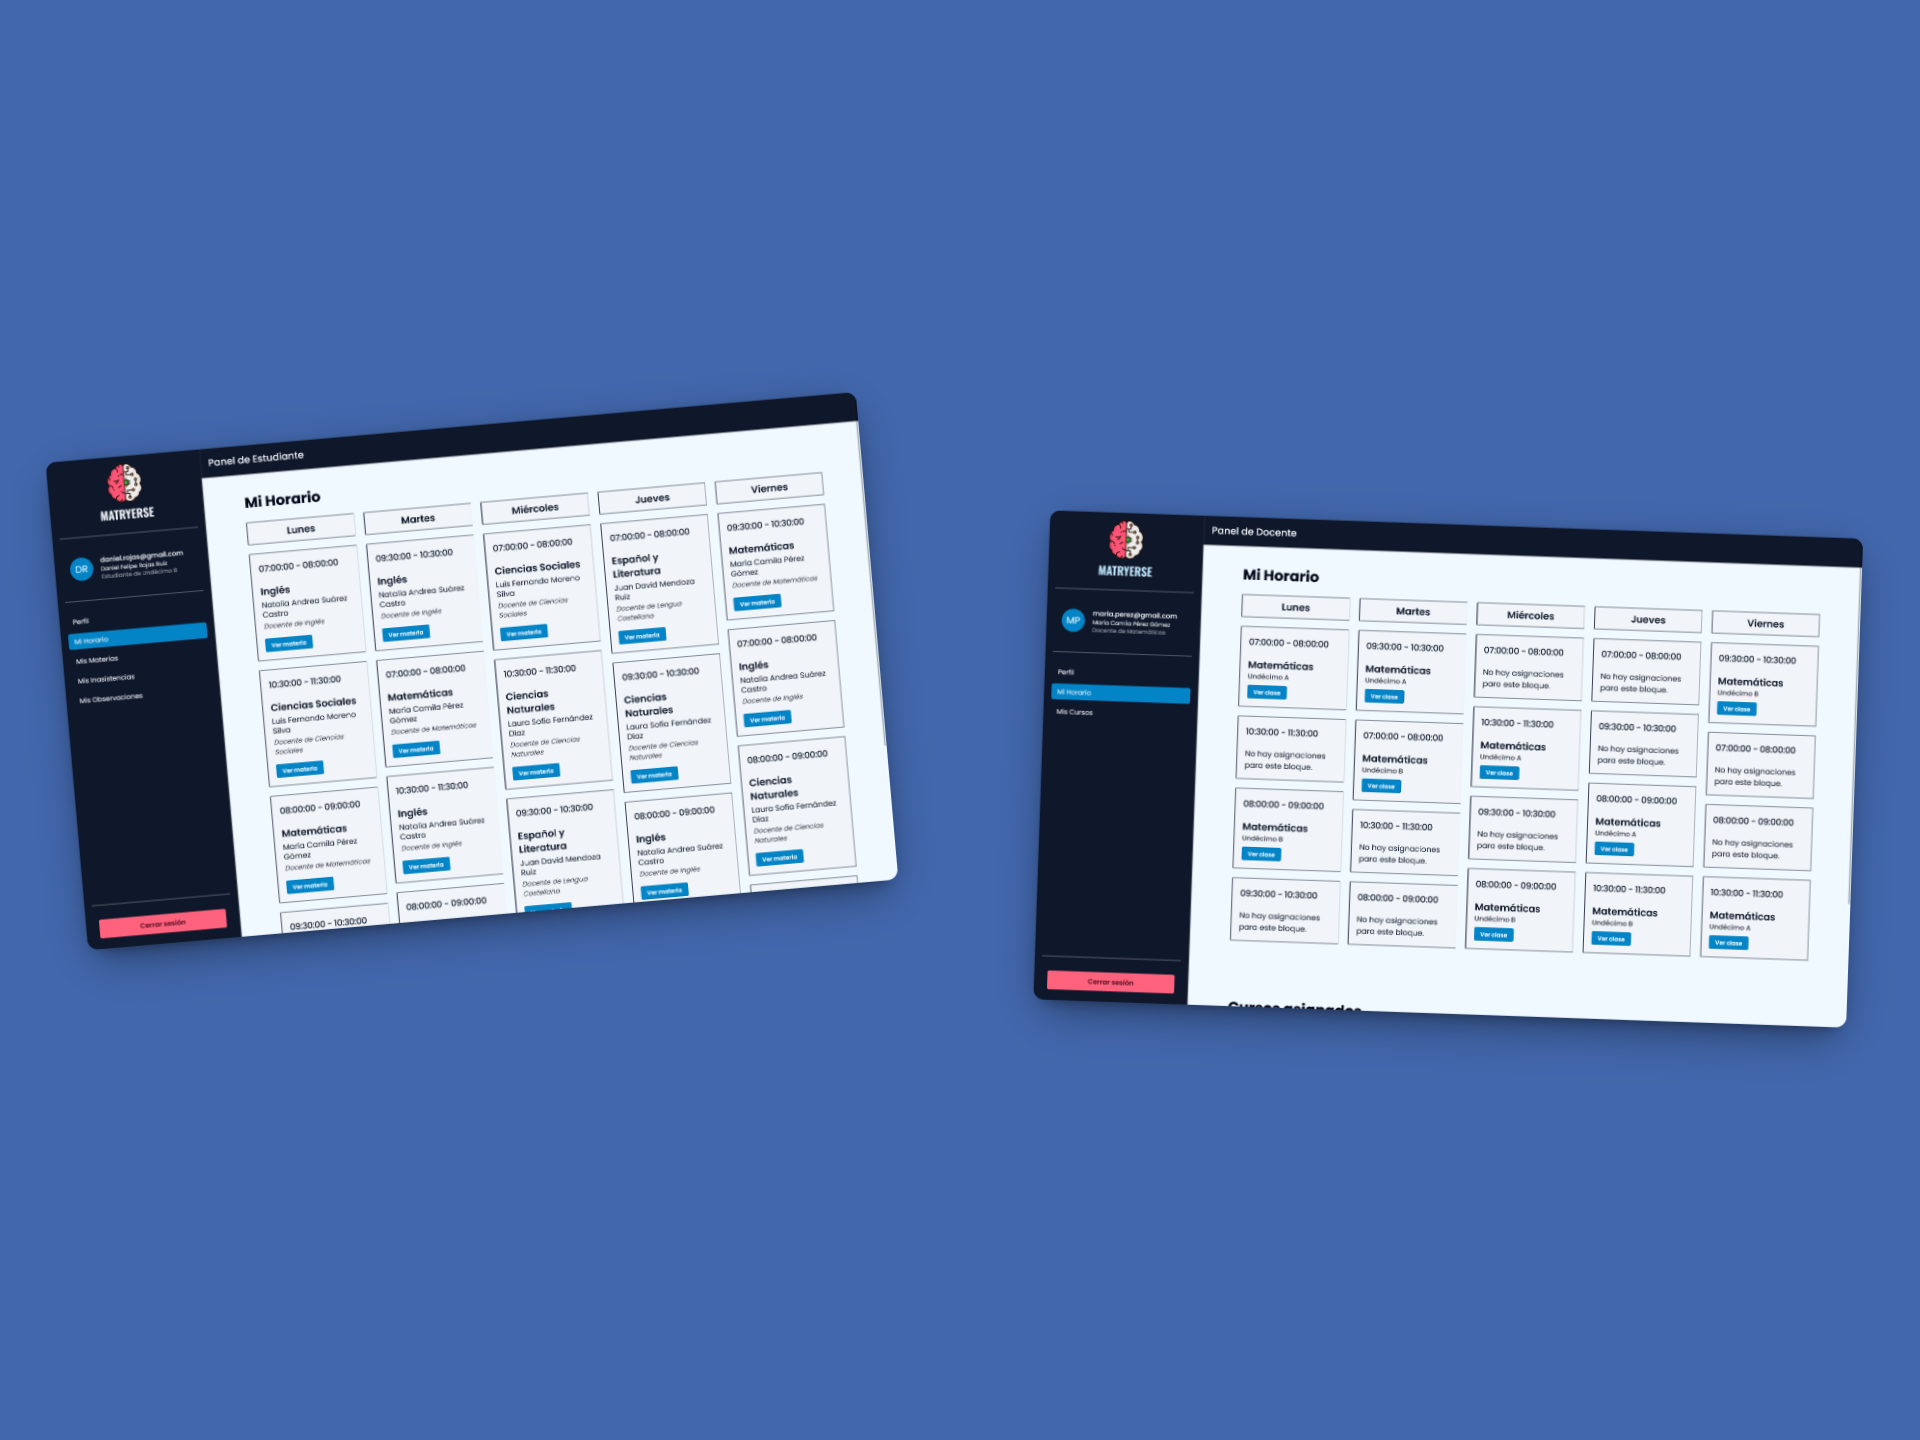 MATRYERSE
DR
daniel.rojas@gmail.com
Daniel Felipe Rojas Ruiz
Estudiante de Undécimo B
Perfil
Mi Horario
Mis Materias
Mis Inasistencias
Mis Observaciones
Cerrar sesión
Panel de Estudiante
Mi Horario
Lunes
07:00:00 - 08:00:00
Inglés
Natalia Andrea Suárez
Castro
Docente de Inglés
Ver materia
10:30:00 - 11:30:00
Ciencias Sociales
Luis Fernando Moreno
Silva
Docente de Ciencias
Sociales
Ver materia
08:00:00 - 09:00:00
Matemáticas
María Camila Pérez
Gómez
Docente de Matemáticas
Ver materia
09:30:00 - 10:30:00
Martes
09:30:00 - 10:30:00
Inglés
Natalia Andrea Suárez
Castro
Docente de Inglés
Ver materia
07:00:00 - 08:00:00
Matemáticas
María Camila Pérez
Gómez
Docente de Matemáticas
Ver materia
10:30:00 - 11:30:00
Inglés
Natalia Andrea Suárez
Castro
Docente de Inglés
Ver materia
08:00:00 - 09:00:00
Miércoles
07:00:00 - 08:00:00
Ciencias Sociales
Luis Fernando Moreno
Silva
Docente de Ciencias
Sociales
Ver materia
10:30:00 - 11:30:00
Ciencias
Naturales
Laura Sofía Fernández
Díaz
Docente de Ciencias
Naturales
Ver materia
09:30:00 - 10:30:00
Español y
Literatura
Juan David Mendoza
Ruiz
Docente de Lengua
Castellana
Jueves
07:00:00 - 08:00:00
Español y
Literatura
Juan David Mendoza
Ruiz
Docente de Lengua
Castellana
Ver materia
09:30:00 - 10:30:00
Ciencias
Naturales
Laura Sofía Fernández
Díaz
Docente de Ciencias
Naturales
Ver materia
08:00:00 - 09:00:00
Inglés
Natalia Andrea Suárez
Castro
Docente de Inglés
Ver materia
Viernes
09:30:00 - 10:30:00
Matemáticas
María Camila Pérez
Gómez
Docente de Matemáticas
Ver materia
07:00:00 - 08:00:00
Inglés
Natalia Andrea Suárez
Castro
Docente de Inglés
Ver materia
08:00:00 - 09:00:00
Ciencias
Naturales
Laura Sofía Fernández
Díaz
Docente de Ciencias
Naturales
Ver materia
MATRYERSE
MP
maria.perez@gmail.com
María Camila Pérez Gómez
Docente de Matemáticas
Perfil
Mi Horario
Mis Cursos
Cerrar sesión
Panel de Docente
Mi Horario
Lunes
07:00:00 - 08:00:00
Matemáticas
Undécimo A
Ver clase
10:30:00 - 11:30:00
No hay asignaciones
para este bloque.
08:00:00 - 09:00:00
Matemáticas
Undécimo B
Ver clase
09:30:00 - 10:30:00
No hay asignaciones
para este bloque.
Martes
09:30:00 - 10:30:00
Matemáticas
Undécimo A
Ver clase
07:00:00 - 08:00:00
Matemáticas
Undécimo B
Ver clase
10:30:00 - 11:30:00
No hay asignaciones
para este bloque.
08:00:00 - 09:00:00
No hay asignaciones
para este bloque.
Miércoles
07:00:00 - 08:00:00
No hay asignaciones
para este bloque.
10:30:00 - 11:30:00
Matemáticas
Undécimo A
Ver clase
09:30:00 - 10:30:00
No hay asignaciones
para este bloque.
08:00:00 - 09:00:00
Matemáticas
Undécimo B
Ver clase
Jueves
07:00:00 - 08:00:00
No hay asignaciones
para este bloque.
09:30:00 - 10:30:00
No hay asignaciones
para este bloque.
08:00:00 - 09:00:00
Matemáticas
Undécimo A
Ver clase
10:30:00 - 11:30:00
Matemáticas
Undécimo B
Ver clase
Viernes
09:30:00 - 10:30:00
Matemáticas
Undécimo B
Ver clase
07:00:00 - 08:00:00
No hay asignaciones
para este bloque.
08:00:00 - 09:00:00
No hay asignaciones
para este bloque.
10:30:00 - 11:30:00
Matemáticas
Undécimo A
Ver clase
Cursos asignados